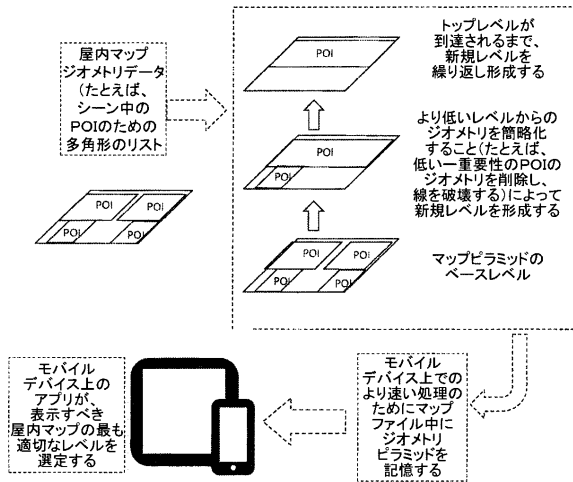 屋内マップ
ジオメトリデータ
(たとえば、
シーン中の
POIのための
多角形のリスト
POI
POI
POI
POI
POI
トップレベルが
到達されるまで、
新規レベルを
繰り返し形成する
POI
POI
より低いレベルからの
ジオメトリを簡略化
すること(たとえば、
低い一重要性のPOIの
ジオメトリを削除し、
線を破壊する)によって
新規レベルを形成する
POI
POI
POI
POI
マップピラミッドの
ベースレベル
モバイル
デバイス上での
より速い処理の
ためにマップ
ファイル中に
ジオメトリ
ピラミッドを
記憶する
モバイル
デバイス上の
アプリが、
表示すべき
屋内マップの最も
適切なレベルを
選定する